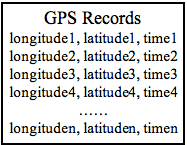 GPS Records
longitude1, latitude1, time1
longitude2, latitude2, time2
longitude3, latitude3, time3
longitude4, latitude4, time4
......
longituden, latituden, timen